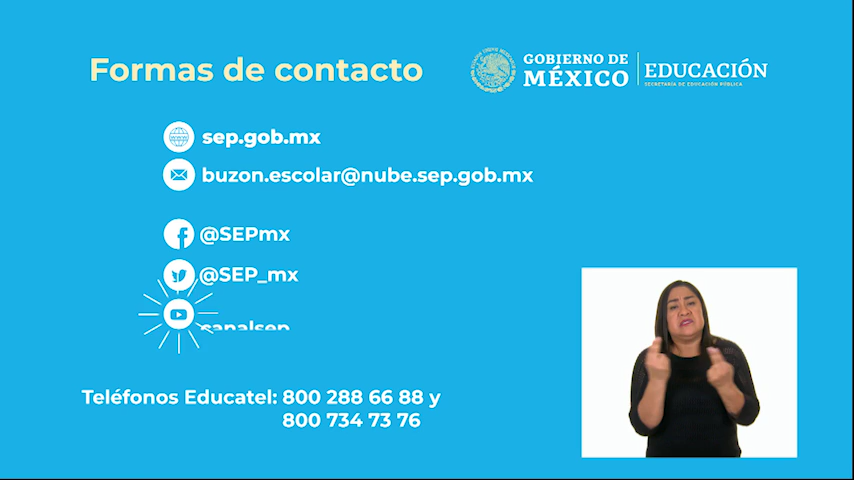 Formas de contacto
GOBIERNO DE
MÉXICO
EDUCACIÓN
SECRETARÍA DE EDUCACIÓN PÚBLICA
sep.gob.mx
buzon.escolar@nube.sep.gob.mx
@SEPmx
@SEP_mx
canalsep
Teléfonos Educatel: 800 288 66 88 y
800 734 73 76